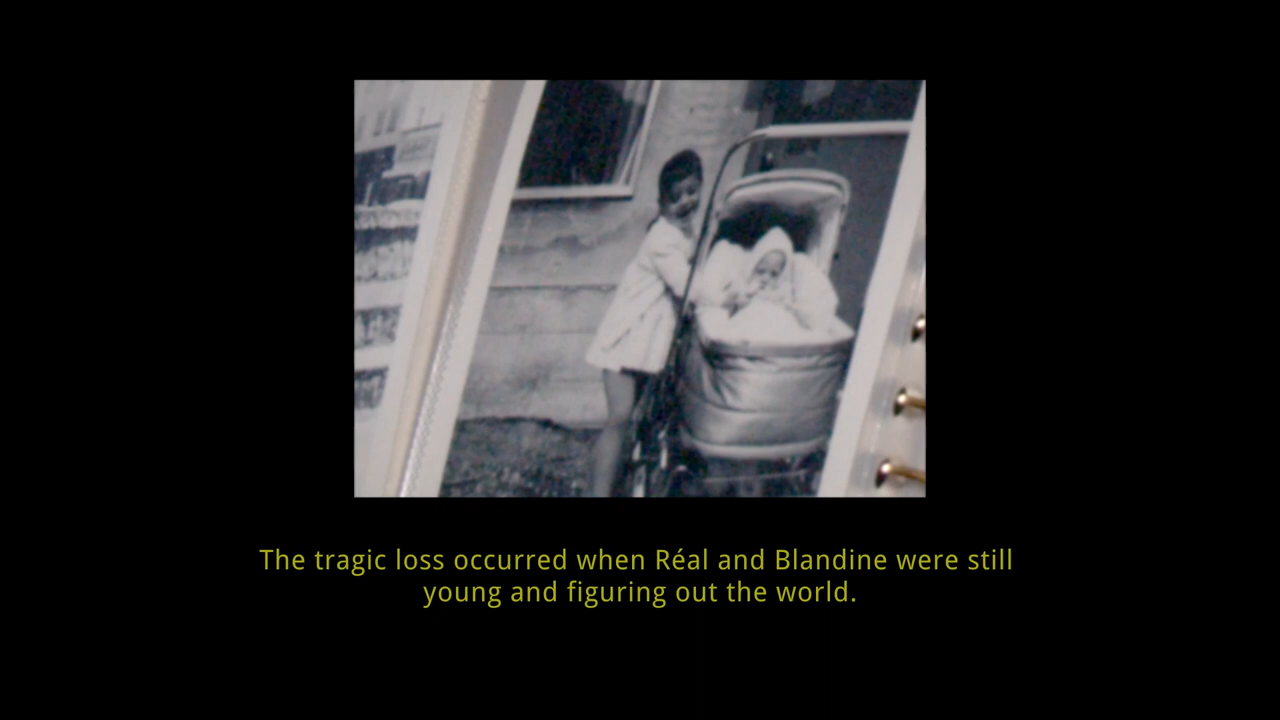 The tragic loss occurred when Réal and Blandine were still
young and figuring out the world.